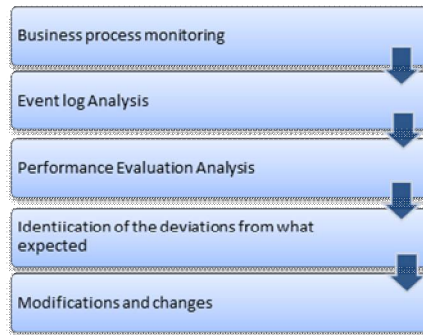 Business process monitoring
Event log Analysis
Performance Evaluation Analysis
Identiication of the deviations from what
expected
Modifications and changes